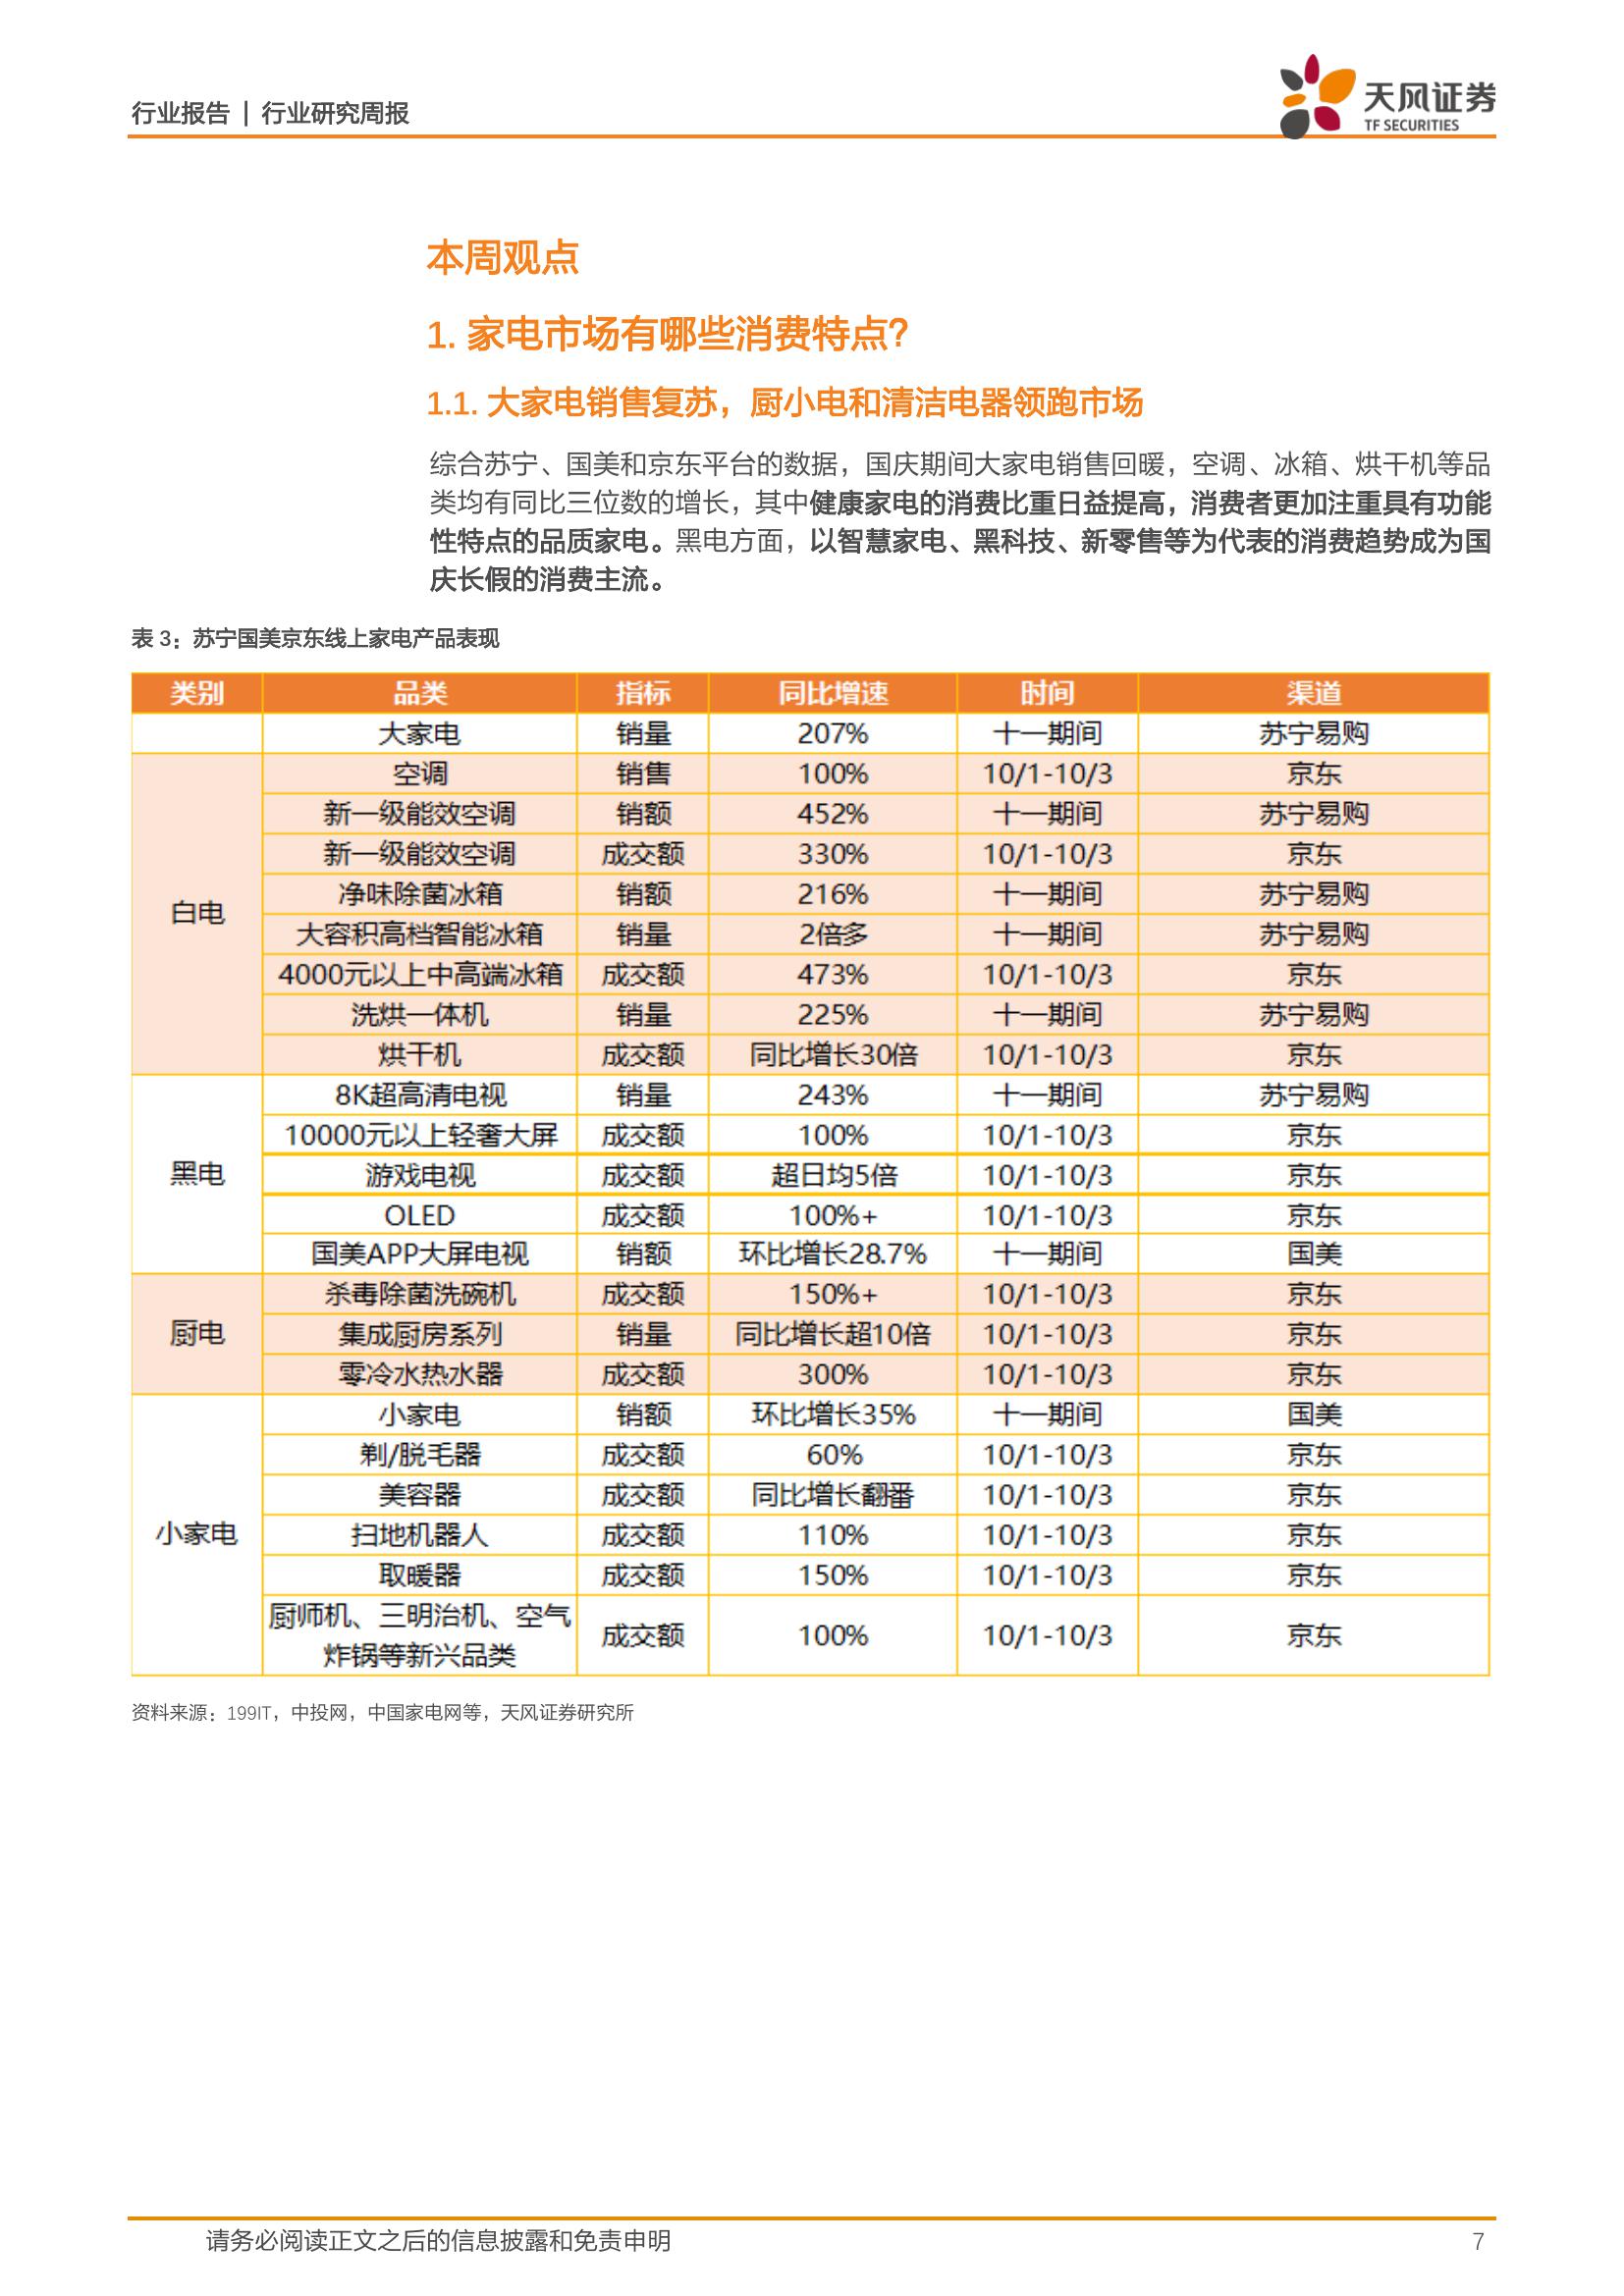 行业报告 | 行业研究周报
天风证券
TF SECURITIES
本周观点
1. 家电市场有哪些消费特点?
1.1. 大家电销售复苏，厨小电和清洁电器领跑市场
综合苏宁、国美和京东平台的数据，国庆期间大家电销售回暖，空调、冰箱、烘干机等品
类均有同比三位数的增长，其中健康家电的消费比重日益提高，消费者更加注重具有功能
性特点的品质家电。黑电方面，以智慧家电、黑科技、新零售等为代表的消费趋势成为国
庆长假的消费主流。
表 3：苏宁国美京东线上家电产品表现
类别 品类 指标 同比增速 时间 渠道
大家电 销量 207% 十一期间 苏宁易购
白电
空调 销售 100% 10/1-10/3 京东
新一级能效空调 销额 452% 十一期间 苏宁易购
新一级能效空调 成交额 330% 10/1-10/3 京东
净味除菌冰箱 销额 216% 十一期间 苏宁易购
大容积高档智能冰箱 销量 2倍多 十一期间 苏宁易购
4000元以上中高端冰箱 成交额 473% 10/1-10/3 京东
洗烘一体机 销量 225% 十一期间 苏宁易购
烘干机 成交额 同比增长30倍 10/1-10/3 京东
黑电
8K超高清电视 销量 243% 十一期间 苏宁易购
10000元以上轻奢大屏 成交额 100% 10/1-10/3 京东
游戏电视 成交额 超日均5倍 10/1-10/3 京东
OLED 成交额 100%+ 10/1-10/3 京东
国美APP大屏电视 销额 环比增长28.7% 十一期间 国美
厨电
杀毒除菌洗碗机 成交额 150%+ 10/1-10/3 京东
集成厨房系列 销量 同比增长超10倍 10/1-10/3 京东
零冷水热水器 成交额 300% 10/1-10/3 京东
小家电
小家电 销额 环比增长35% 十一期间 国美
剃/脱毛器 成交额 60% 10/1-10/3 京东
美容器 成交额 同比增长翻番 10/1-10/3 京东
扫地机器人 成交额 110% 10/1-10/3 京东
取暖器 成交额 150% 10/1-10/3 京东
厨师机、三明治机、空气
炸锅等新兴品类 成交额 100% 10/1-10/3 京东
资料来源：199IT，中投网，中国家电网等，天风证券研究所
请务必阅读正文之后的信息披露和免责申明 7